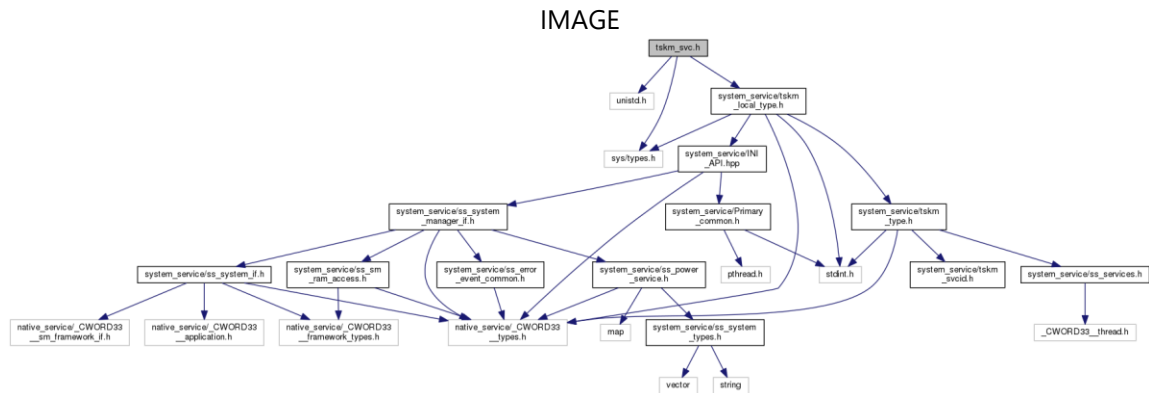 IMAGE
tskm_svc.h
unistd.h
system_service/tskm
_local_type.h
sys/types.h
system_service/INI
_API.hpp
system_service/ss_system
_manager_if.h
system_service/Primary
_common.h
system_service/tskm
_type.h
system_service/ss_system_if.h
system_service/ss_sm
_ram_access.h
system_service/ss_error
_event_common.h
system_service/ss_power
_service.h
pthread.h
stdint.h
system_service/tskm
_svcid.h
system_service/ss_services.h
native_service/_CWORD33
__sm_framework_if.h
native_service/_CWORD33
__application.h
native_service/_CWORD33
__framework_types.h
native_service/_CWORD33
__types.h
map
system_service/ss_system
_types.h
_CWORD33__thread.h
vector
string